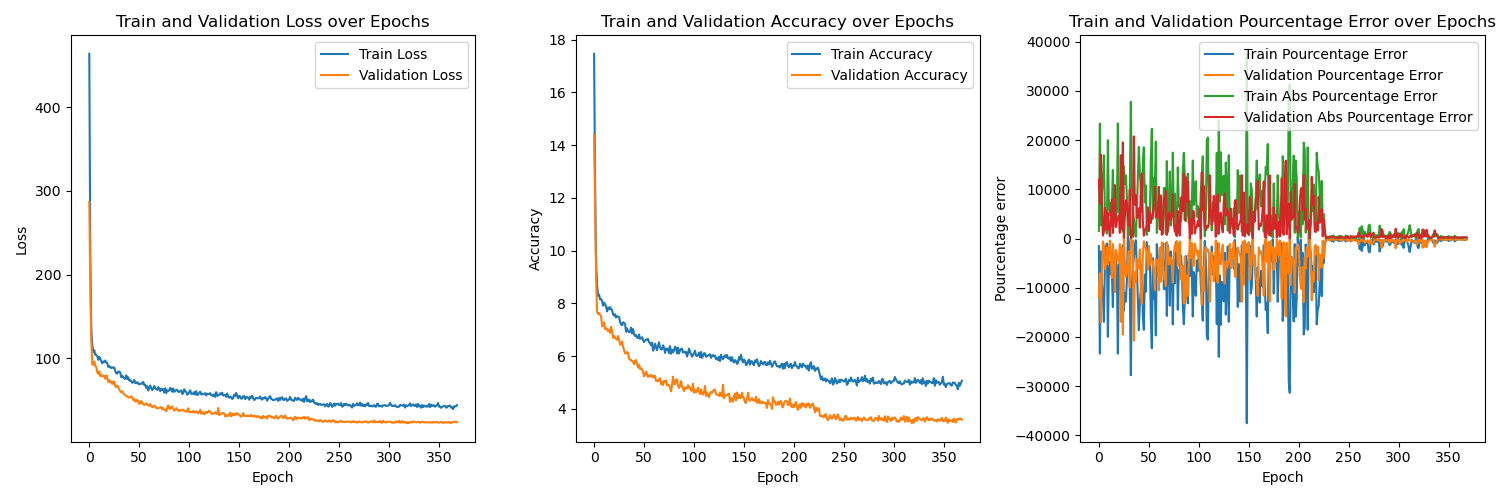 Train and Validation Loss over Epochs
Train Loss
Validation Loss
Loss
400
300
200
100
0 50 100 150 200 250 300 350
Epoch
Train and Validation Accuracy over Epochs
Train Accuracy
Validation Accuracy
Accuracy
18
16
14
12
10
8
6
4
0 50 100 150 200 250 300 350
Epoch
Train and Validation Pourcentage Error over Epochs
Train Pourcentage Error
Validation Pourcentage Error
Train Abs Pourcentage Error
Validation Abs Pourcentage Error
Pourcentage error
40000
30000
20000
10000
0
−10000
−20000
−30000
−40000
0 50 100 150 200 250 300 350
Epoch